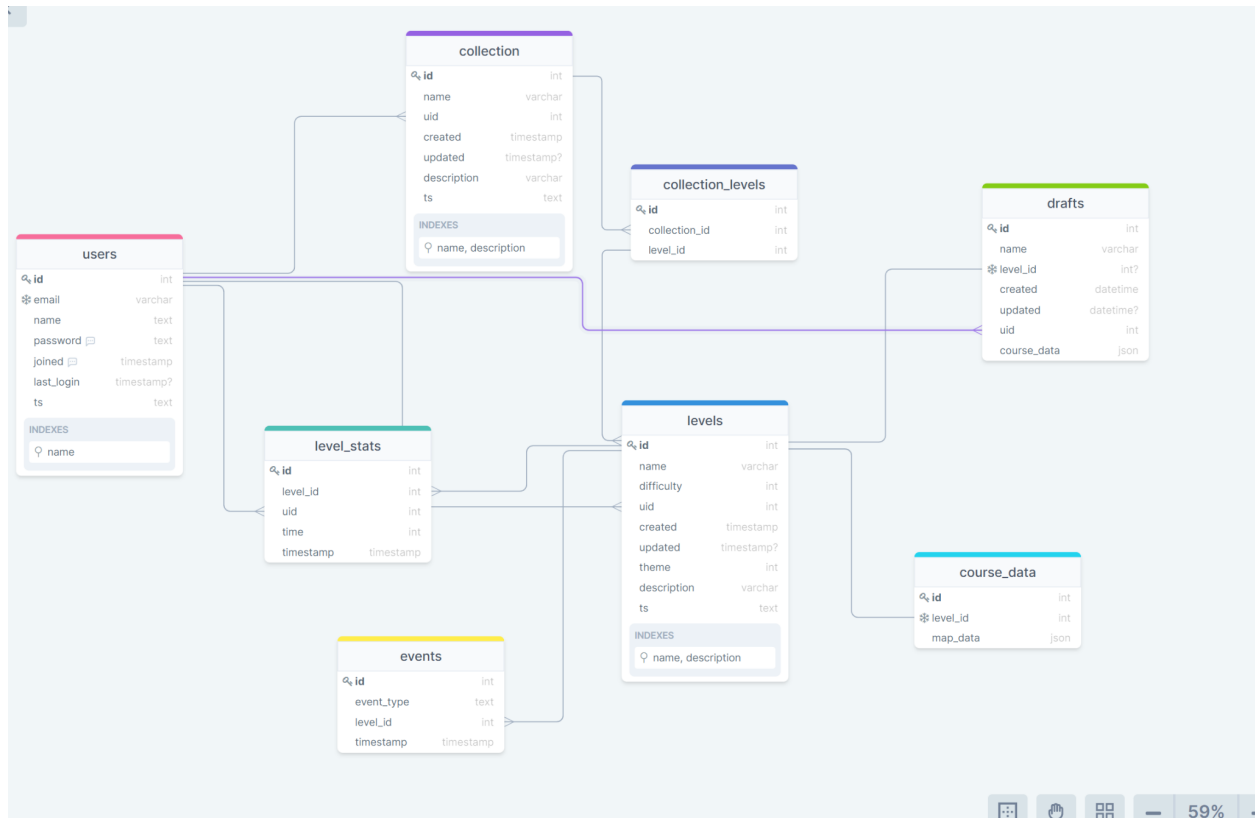 collection
id int
name varchar
uid int
created timestamp
updated timestamp?
description varchar
ts text
INDEXES
name, description
collection_levels
id int
collection_id int
level_id int
drafts
id int
name varchar
level_id int?
created datetime
updated datetime?
uid int
course_data json
users
id int
email varchar
name text
password text
joined timestamp
last_login timestamp?
ts text
INDEXES
name
level_stats
id int
level_id int
uid int
time int
timestamp timestamp
levels
id int
name varchar
difficulty int
uid int
created timestamp
updated timestamp?
theme int
description varchar
ts text
INDEXES
name, description
course_data
id int
level_id int
map_data json
events
id int
event_type text
level_id int
timestamp timestamp
59%